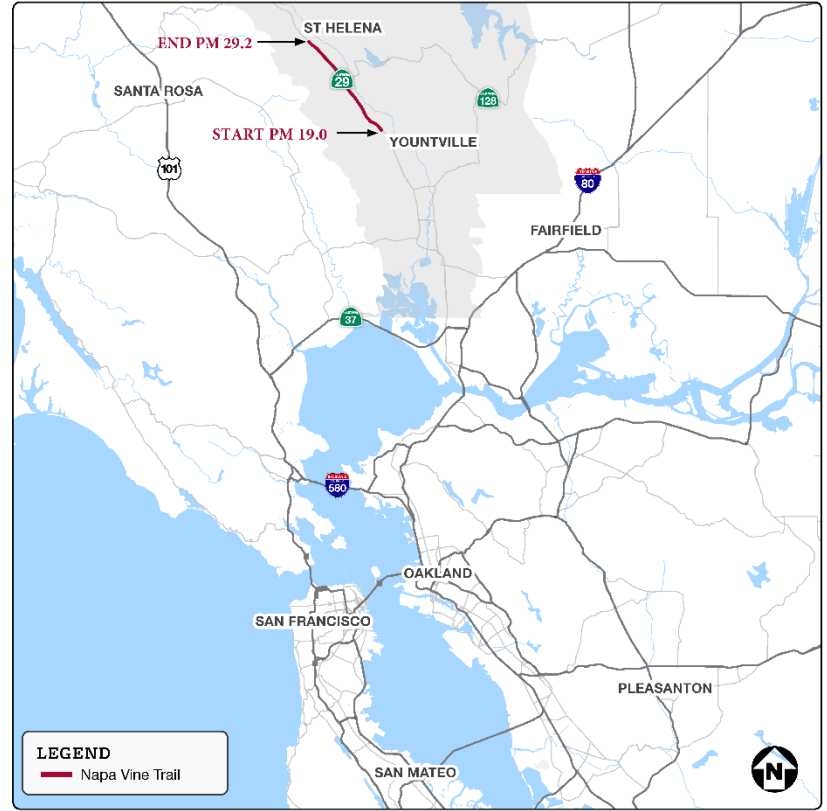 ST HELENA
END PM 29.2
29
SANTA ROSA
128
START PM 19.0
YOUNTVILLE
101
80
FAIRFIELD
37
580
OAKLAND
SAN FRANCISCO
PLEASANTON
LEGEND
Napa Vine Trail
SAN MATEO
N